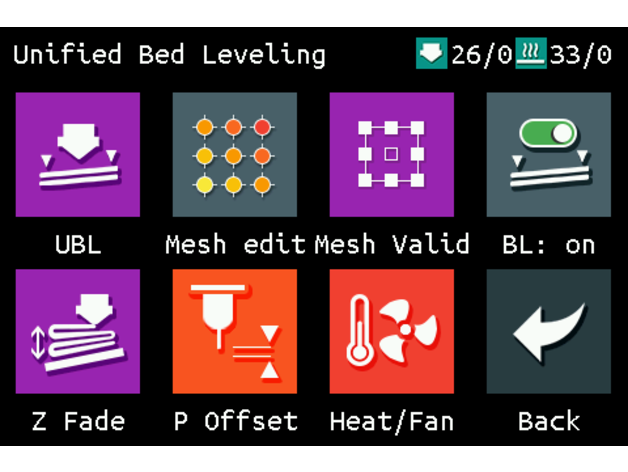 Unified Bed Leveling 26/0 33/0
UBL Mesh edit Mesh Valid BL: on
Z Fade P Offset Heat/Fan Back